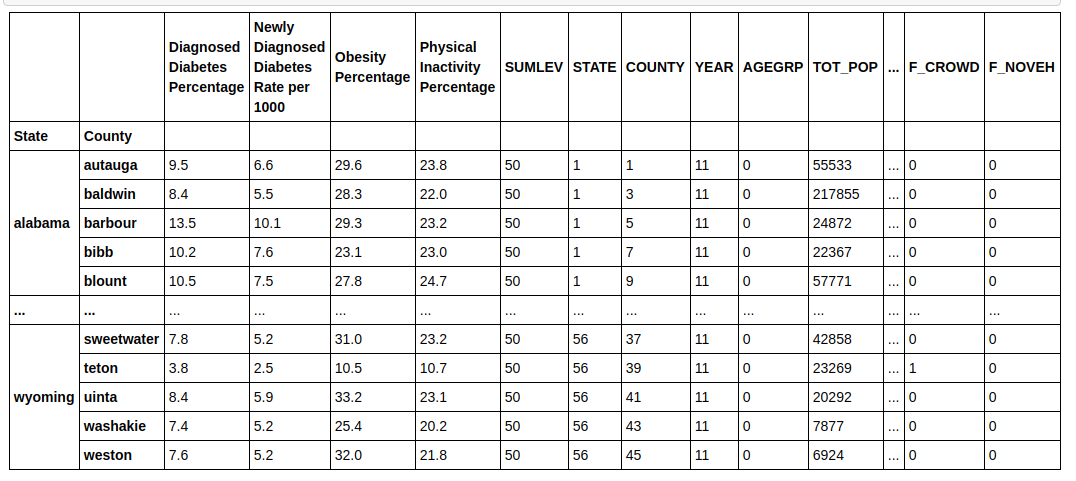 Diagnosed Diabetes Percentage Newly Diagnosed Diabetes Rate per 1000 Obesity Percentage Physical Inactivity Percentage SUMLEV STATE COUNTY YEAR AGEGRP TOT_POP ... F_CROWD F_NOVEH
State County
alabama autauga 9.5 6.6 29.6 23.8 50 1 1 11 0 55533 ... 0 0
baldwin 8.4 5.5 28.3 22.0 50 1 3 11 0 217855 ... 0 0
barbour 13.5 10.1 29.3 23.2 50 1 5 11 0 24872 ... 0 0
bibb 10.2 7.6 23.1 23.0 50 1 7 11 0 22367 ... 0 0
blount 10.5 7.5 27.8 24.7 50 1 9 11 0 57771 ... 0 0
... ... ... ... ... ... ... ... ... ... ... ... ... ... ...
wyoming sweetwater 7.8 5.2 31.0 23.2 50 56 37 11 0 42858 ... 0 0
teton 3.8 2.5 10.5 10.7 50 56 39 11 0 23269 ... 1 0
uinta 8.4 5.9 33.2 23.1 50 56 41 11 0 20292 ... 0 0
washakie 7.4 5.2 25.4 20.2 50 56 43 11 0 7877 ... 0 0
weston 7.6 5.2 32.0 21.8 50 56 45 11 0 6924 ... 0 0